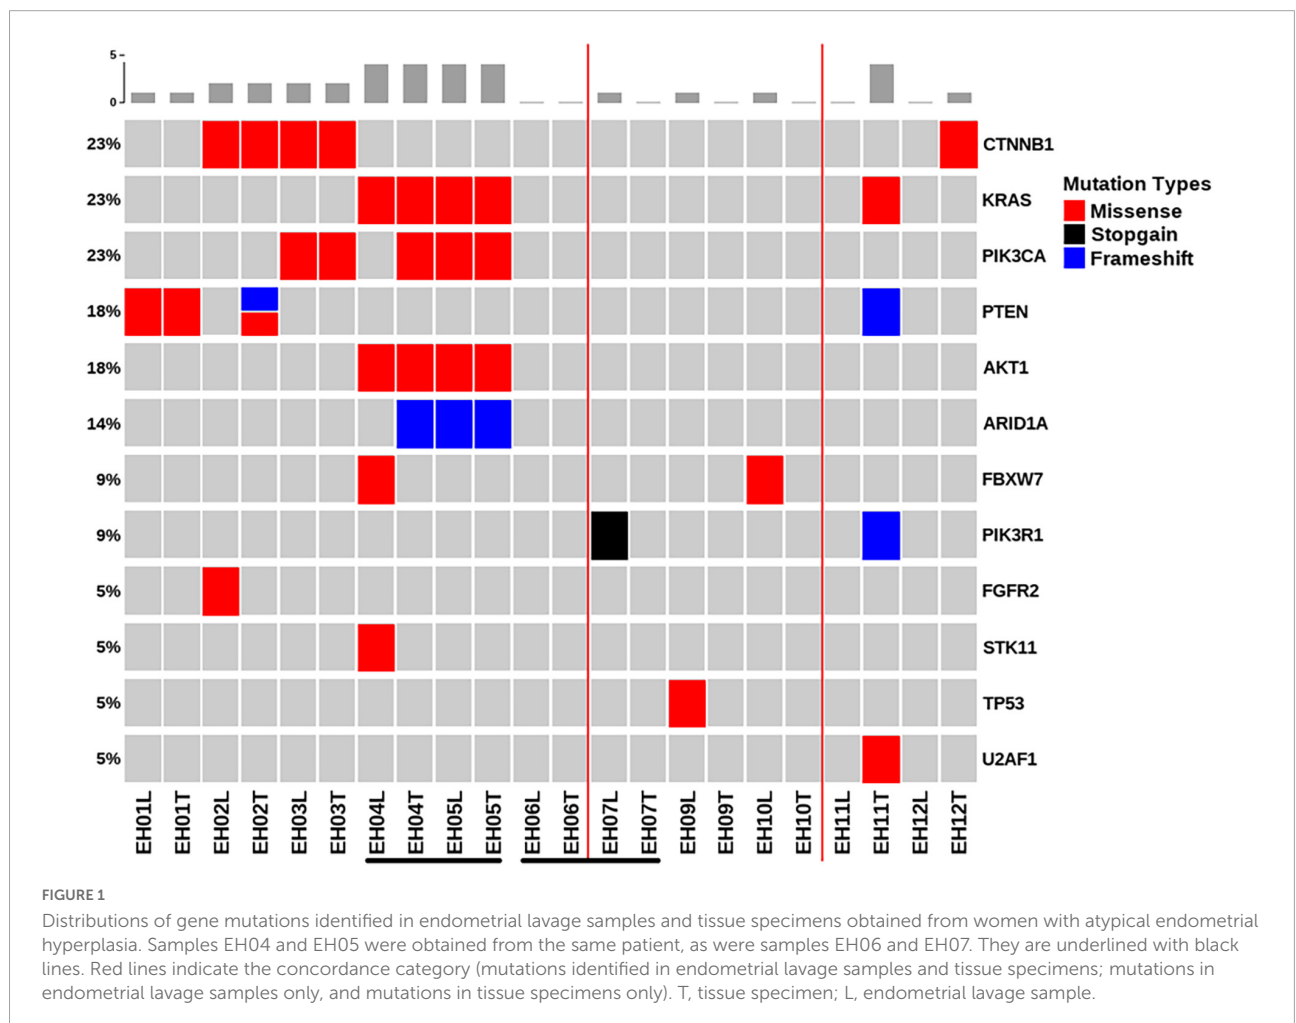 5
0
23% CTNNB1
23% KRAS
23% PIK3CA
18% PTEN
18% AKT1
14% ARID1A
9% FBXW7
9% PIK3R1
5% FGFR2
5% STK11
5% TP53
5% U2AF1
Mutation Types
Missense
Stopgain
Frameshift
EH01L
EH01T
EH02L
EH02T
EH03L
EH03T
EH04L
EH04T
EH05L
EH05T
EH06L
EH06T
EH07L
EH07T
EH09L
EH09T
EH10L
EH10T
EH11L
EH11T
EH12L
EH12T
FIGURE 1
Distributions of gene mutations identified in endometrial lavage samples and tissue specimens obtained from women with atypical endometrial
hyperplasia. Samples EH04 and EH05 were obtained from the same patient, as were samples EH06 and EH07. They are underlined with black
lines. Red lines indicate the concordance category (mutations identified in endometrial lavage samples and tissue specimens; mutations in
endometrial lavage samples only, and mutations in tissue specimens only). T, tissue specimen; L, endometrial lavage sample.